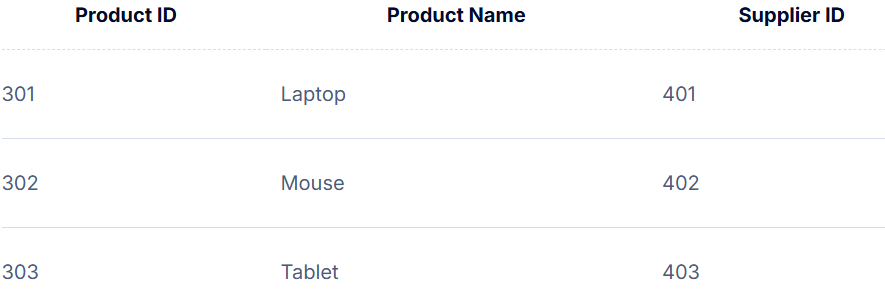 Product ID Product Name Supplier ID
301 Laptop 401
302 Mouse 402
303 Tablet 403